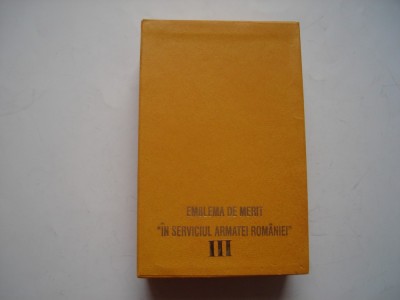 EMBLEMA DE MERIT
"ÎN SERVICIUL ARMATEI ROMÂNIEI"
III